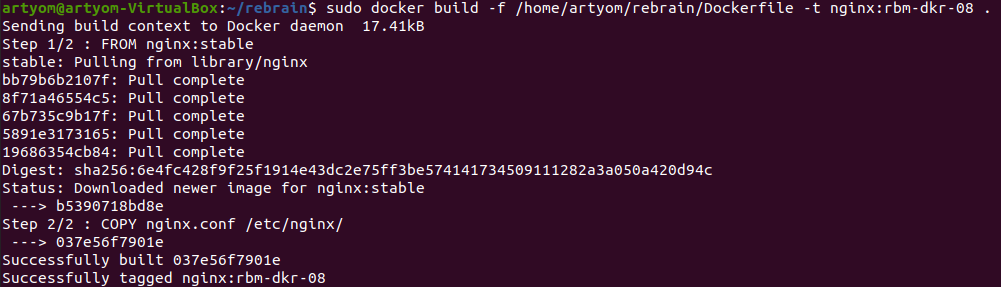 artyom@artyom-VirtualBox:~/rebrain$ sudo docker build -f /home/artyom/rebrain/Dockerfile -t nginx:rbm-dkr-08 .
Sending build context to Docker daemon  17.41kB
Step 1/2 : FROM nginx:stable
stable: Pulling from library/nginx
bb79b6b2107f: Pull complete
8f71a46554c5: Pull complete
67b735c9b17f: Pull complete
5891e3173165: Pull complete
19686354cb84: Pull complete
Digest: sha256:6e4fc428f9f25f1914e43dc2e75ff3be574141734509111282a3a050a420d94c
Status: Downloaded newer image for nginx:stable
 ---> b5390718bd8e
Step 2/2 : COPY nginx.conf /etc/nginx/
 ---> 037e56f7901e
Successfully built 037e56f7901e
Successfully tagged nginx:rbm-dkr-08